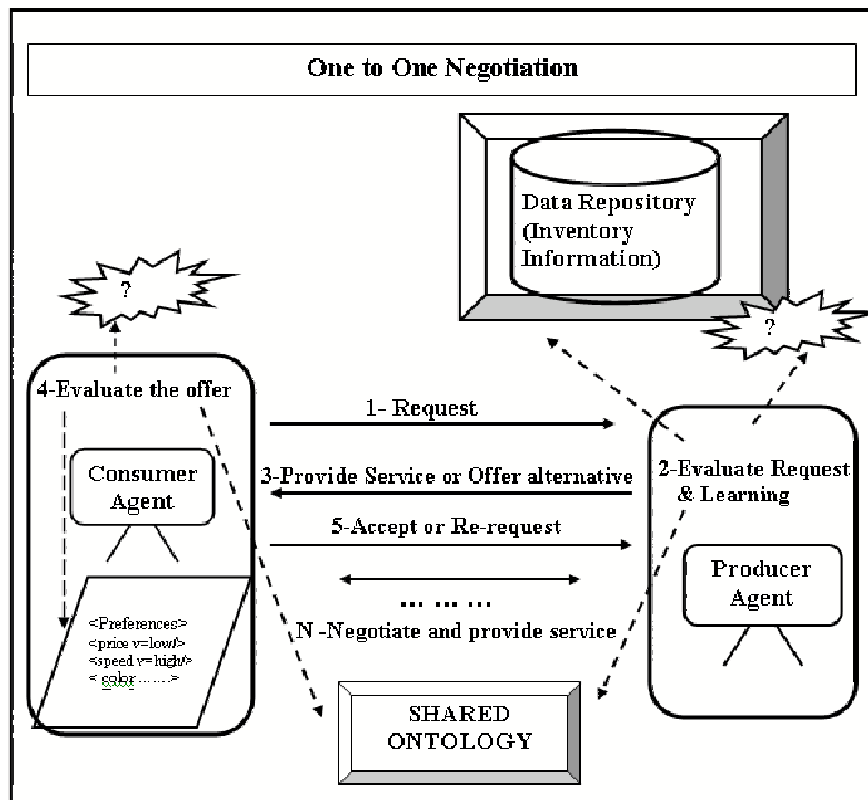 One to One Negotiation
Data Repository
(Inventory
Information)
?
?
4-Evaluate the offer
1- Request
Consumer
Agent
3-Provide Service or Offer alternative
2-Evaluate Request
& Learning
5-Accept or Re-request
Producer
Agent
... ... ...
N -Negotiate and provide service
<Preferences>
<price v=low/>
<speed v=high/>
< color ........>
SHARED
ONTOLOGY